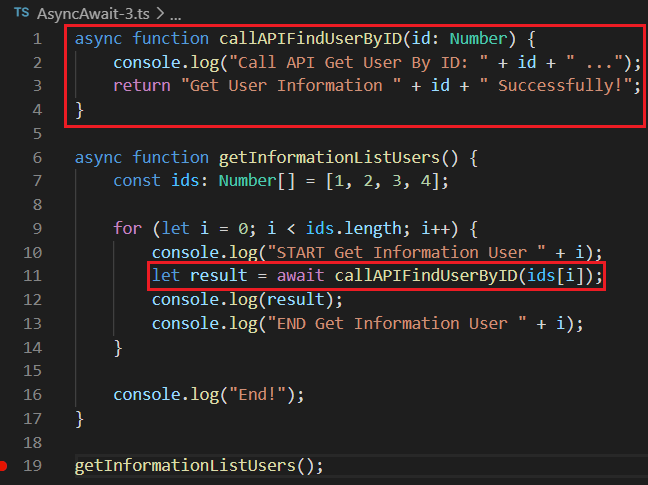 TS AsyncAwait-3.ts > ...
1 async function callAPIFindUserByID(id: Number) {
2     console.log("Call API Get User By ID: " + id + " ...");
3     return "Get User Information " + id + " Successfully!";
4 }
5
6 async function getInformationListUsers() {
7     const ids: Number[] = [1, 2, 3, 4];
8
9     for (let i = 0; i < ids.length; i++) {
10         console.log("START Get Information User " + i);
11         let result = await callAPIFindUserByID(ids[i]);
12         console.log(result);
13         console.log("END Get Information User " + i);
14     }
15
16     console.log("End!");
17 }
18
19 getInformationListUsers();